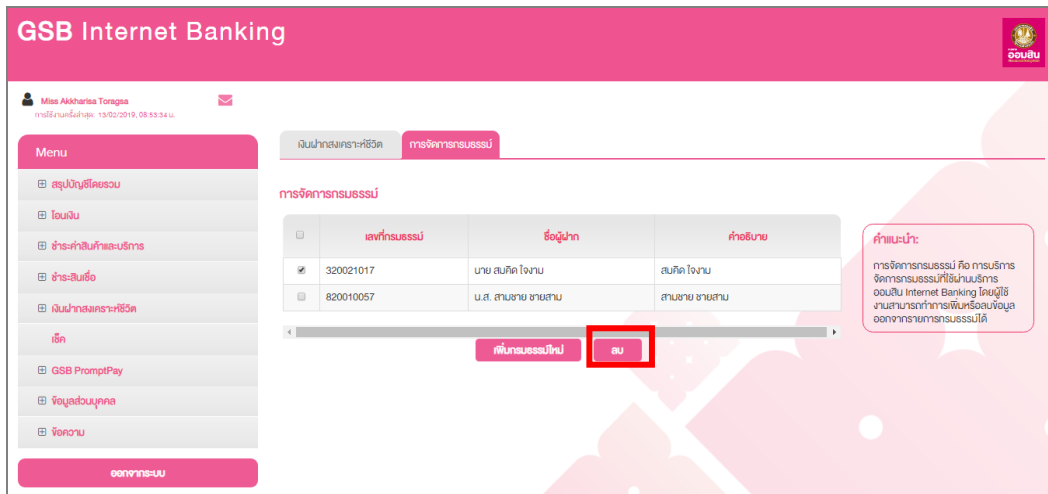 GSB Internet Banking
ออมสิน
Miss Akkharisa Toragsa
การใช้งานครั้งล่าสุด: 13/02/2019, 08:53:34 น.
Menu
สรุปบัญชีโดยรวม
โอนเงิน
ชำระค่าสินค้าและบริการ
ชำระสินเชื่อ
เงินฝากสงเคราะห์ชีวิต
เช็ค
GSB PromptPay
ข้อมูลส่วนบุคคล
ข้อความ
ออกจากระบบ
เงินฝากสงเคราะห์ชีวิต การจัดการกรมธรรม์
การจัดการกรมธรรม์
เลขที่กรมธรรม์ ชื่อผู้ฝาก คำอธิบาย
320021017 นาย สมคิด ใจงาม สมคิด ใจงาม
820010057 น.ส. สามชาย ชายสาม สามชาย ชายสาม
เพิ่มกรมธรรม์ใหม่ ลบ
คำแนะนำ:
การจัดการกรมธรรม์ คือ การบริการ
จัดการกรมธรรม์ที่ใช้ผ่านบริการ
ออมสิน Internet Banking โดยผู้ใช้
งานสามารถทำการเพิ่มหรือลบข้อมูล
ออกจากรายการกรมธรรม์ได้